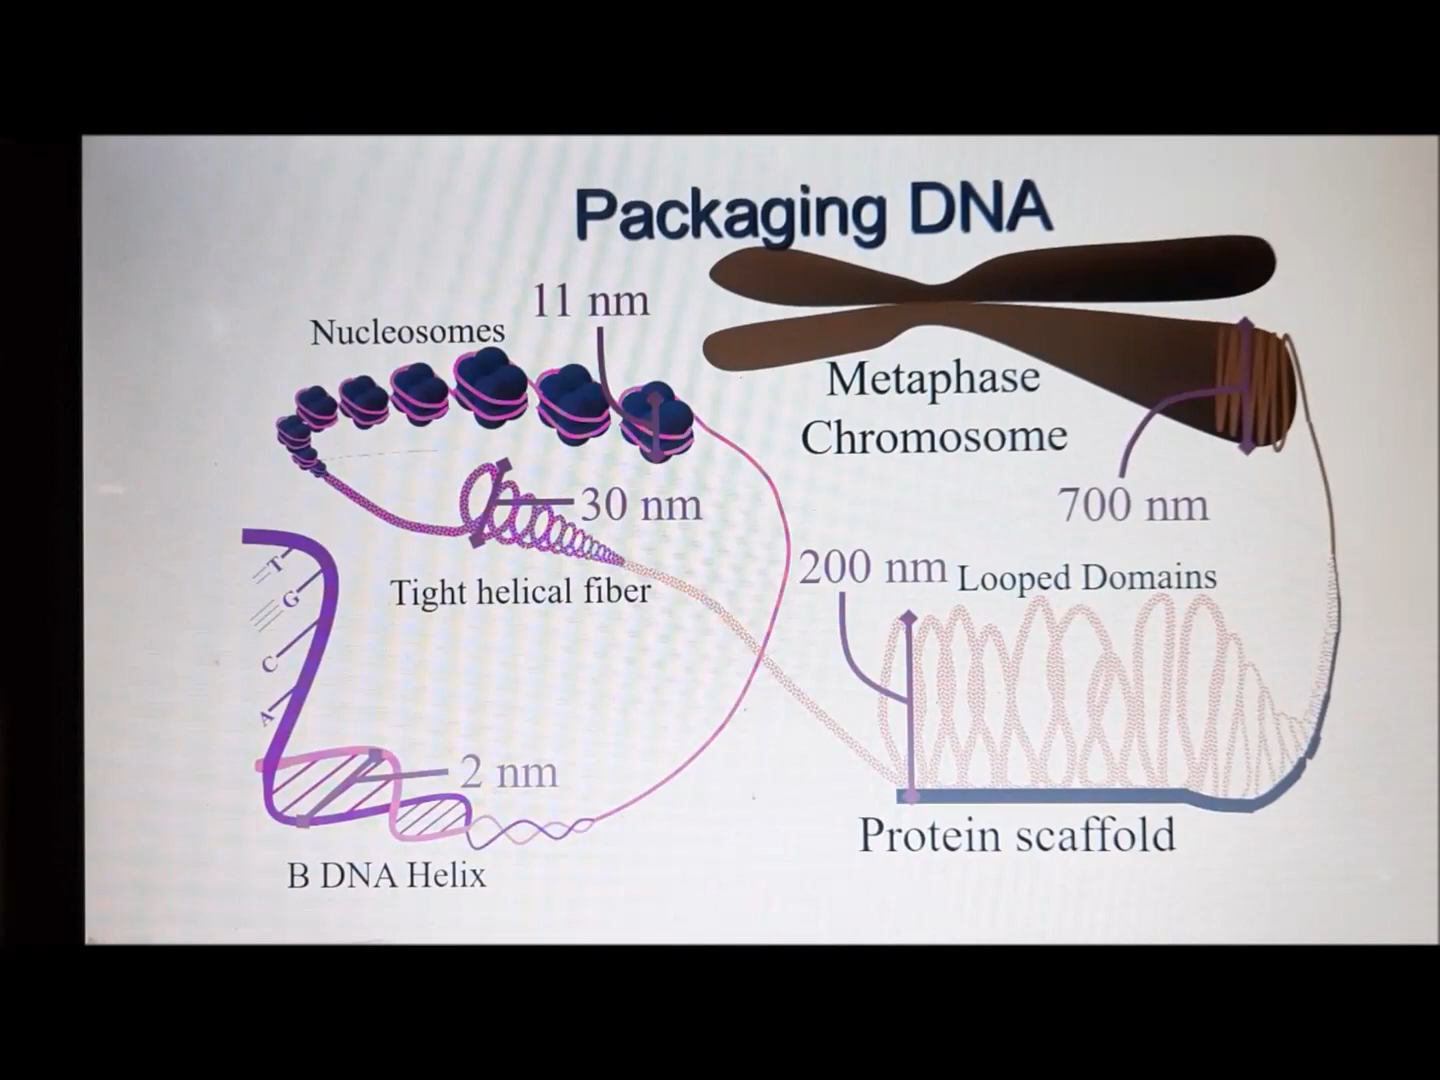 Packaging DNA
11 nm
Nucleosomes
Metaphase
Chromosome
30 nm
700 nm
Tight helical fiber
200 nm
Looped Domains
T
G
C
A
2 nm
Protein scaffold
B DNA Helix